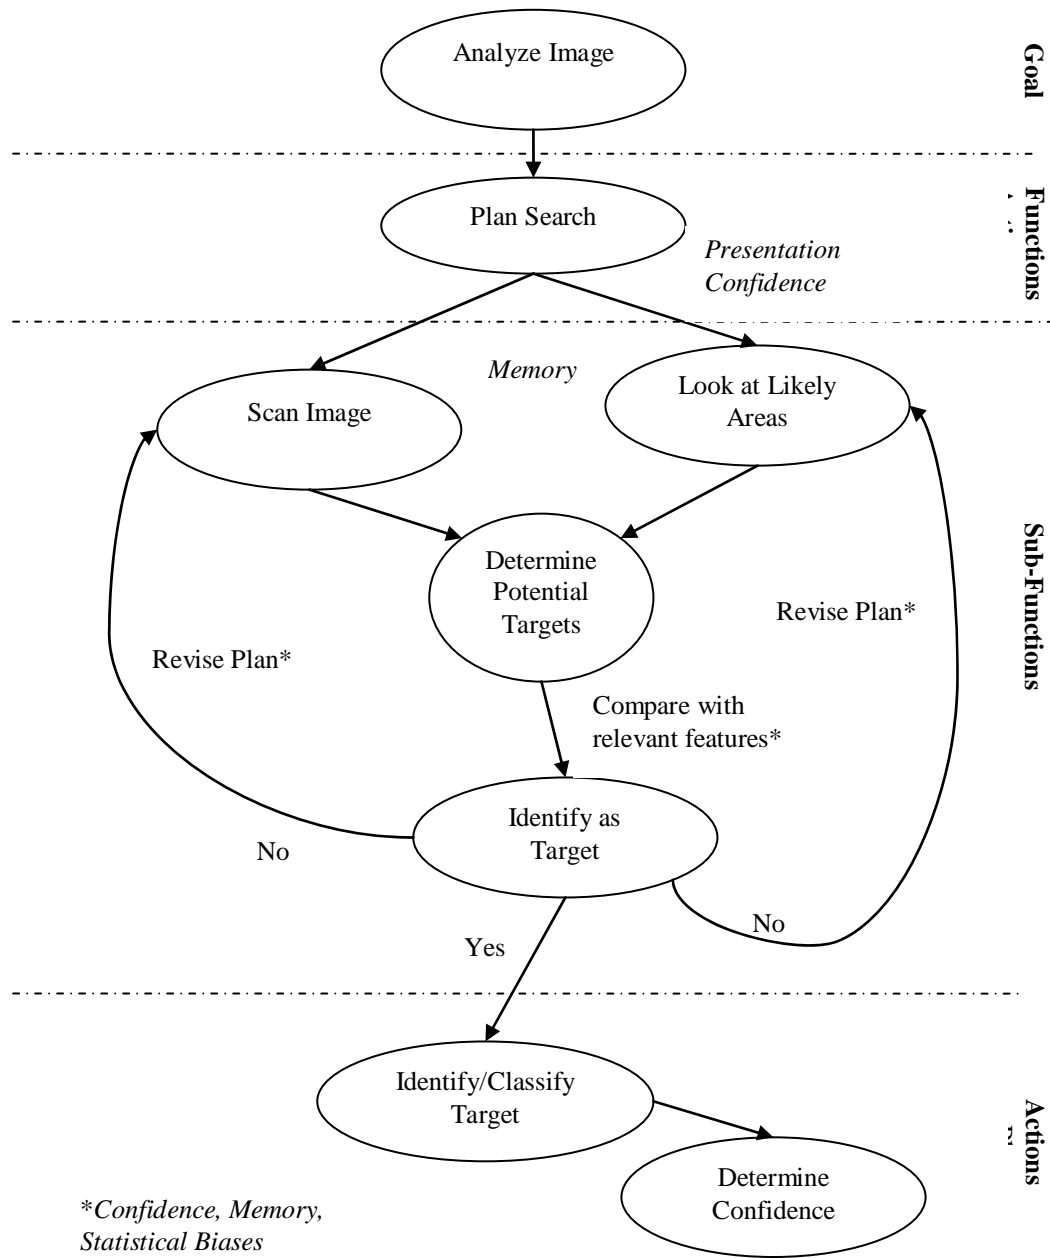 Analyze Image
Goal
Plan Search
Functions
Presentation
Confidence
Memory
Scan Image
Look at Likely
Areas
Sub-Functions
Determine
Potential
Targets
Revise Plan*
Revise Plan*
Compare with
relevant features*
Identify as
Target
No
No
Yes
Identify/Classify
Target
Actions
Determine
Confidence
*Confidence, Memory,
Statistical Biases